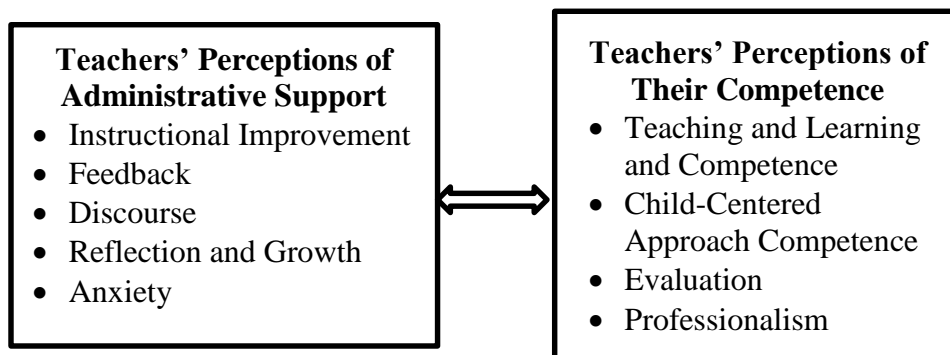 Teachers’ Perceptions of
Administrative Support
• Instructional Improvement
• Feedback
• Discourse
• Reflection and Growth
• Anxiety
Teachers’ Perceptions of
Their Competence
• Teaching and Learning
and Competence
• Child-Centered
Approach Competence
• Evaluation
• Professionalism